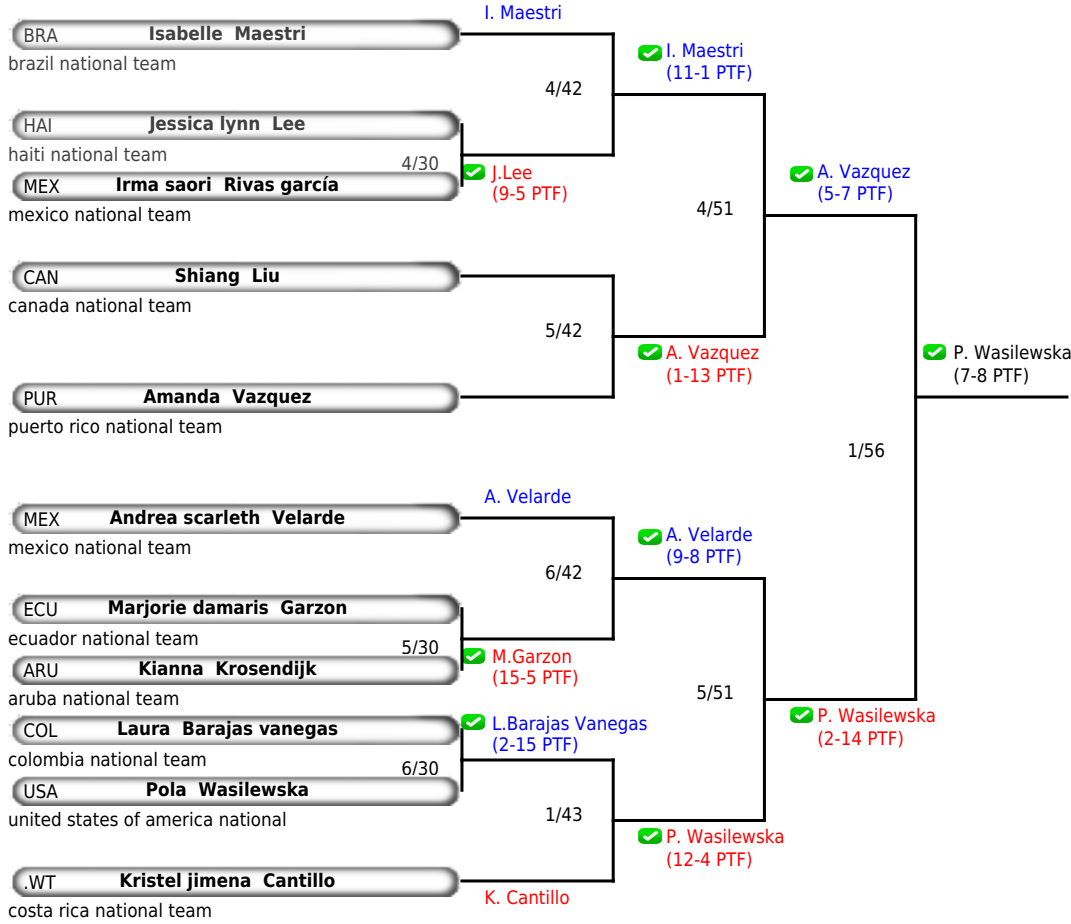 I. Maestri
BRA Isabelle Maestri
brazil national team
I. Maestri
(11-1 PTF)
4/42
HAI Jessica lynn Lee
haiti national team
4/30
J.Lee
(9-5 PTF)
MEX Irma saori Rivas garcía
mexico national team
A. Vazquez
(5-7 PTF)
4/51
CAN Shiang Liu
canada national team
5/42
A. Vazquez
(1-13 PTF)
P. Wasilewska
(7-8 PTF)
PUR Amanda Vazquez
puerto rico national team
1/56
A. Velarde
MEX Andrea scarleth Velarde
mexico national team
A. Velarde
(9-8 PTF)
6/42
ECU Marjorie damaris Garzon
ecuador national team
5/30
M.Garzon
(15-5 PTF)
ARU Kianna Krosendijk
aruba national team
5/51
COL Laura Barajas vanegas
colombia national team
L.Barajas Vanegas
(2-15 PTF)
P. Wasilewska
(2-14 PTF)
6/30
USA Pola Wasilewska
united states of america national
1/43
P. Wasilewska
(12-4 PTF)
.WT Kristel jimena Cantillo
costa rica national team
K. Cantillo